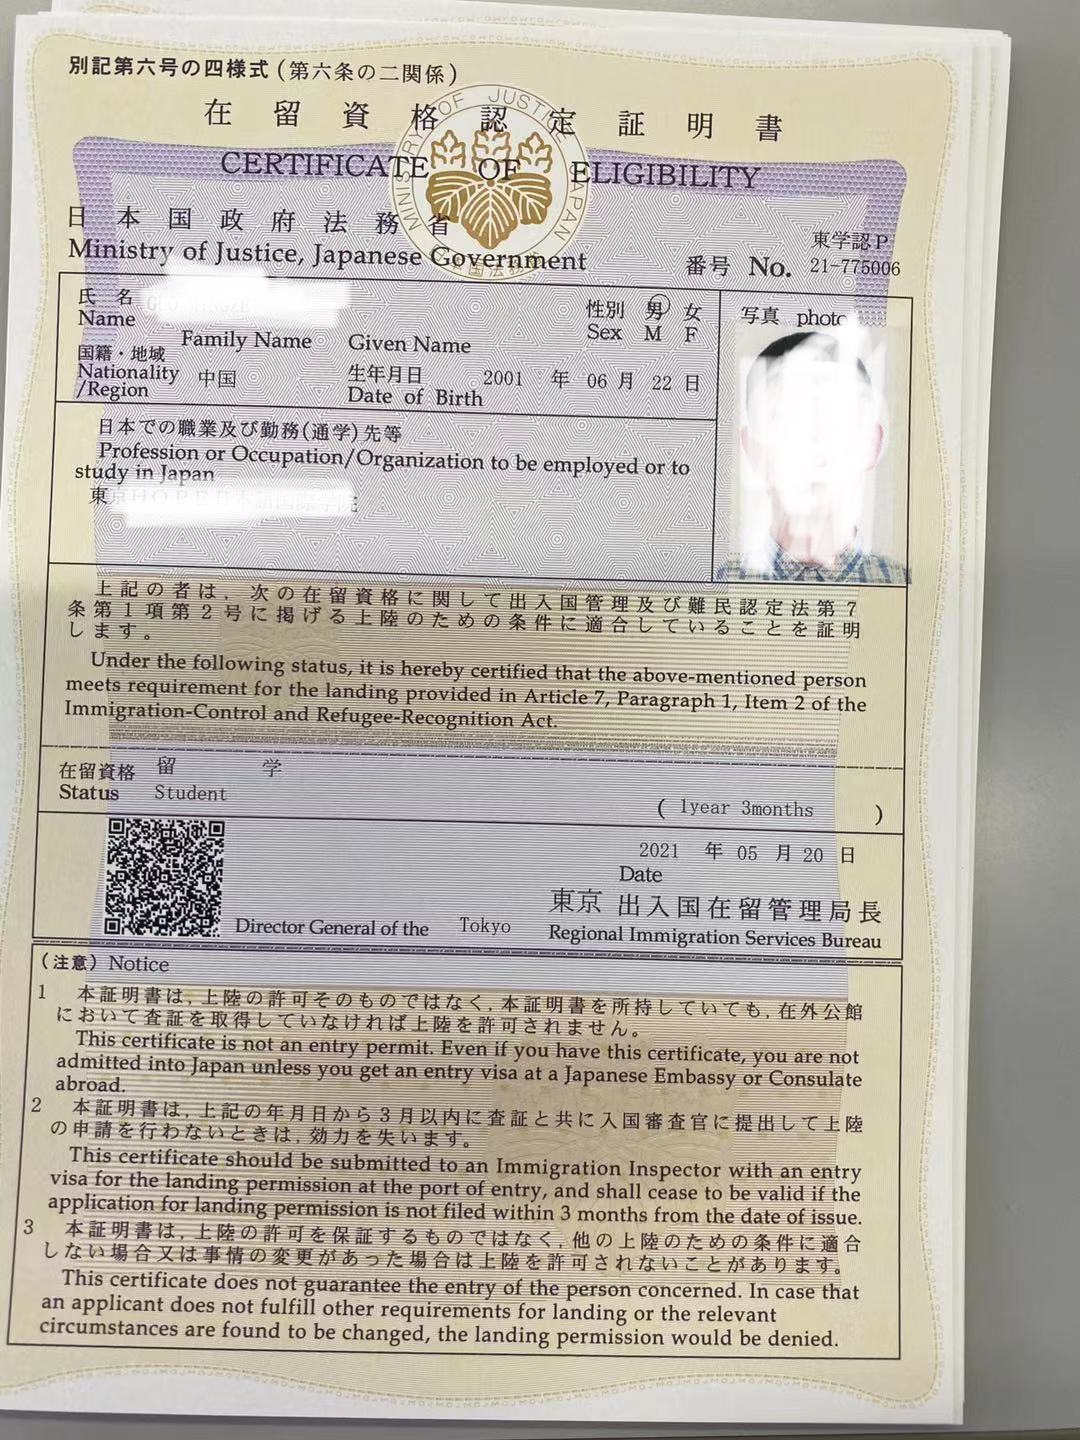 別記第六号の四様式(第六条の二関係)
在留資格認定証明書
CERTIFICATE OF ELIGIBILITY
MINISTRY OF JUSTICE JAPAN
日本国政府法務省
Ministry of Justice, Japanese Government
東学認P
番号 No. 21-775006
氏 名
Name
Family Name Given Name
性別 男 女
Sex M F
写真 photo
国籍・地域
Nationality
/Region
中国
生年月日 2001 年 06 月 22 日
Date of Birth
日本での職業及び勤務(通学)先等
Profession or Occupation/Organization to be employed or to
study in Japan
東京
上記の者は、次の在留資格に関して出入国管理及び難民認定法第7
条第1項第2号に掲げる上陸のための条件に適合していることを証明
します。
Under the following status, it is hereby certified that the above-mentioned person
meets requirement for the landing provided in Article 7, Paragraph 1, Item 2 of the
Immigration-Control and Refugee-Recognition Act.
在留資格 留 学
Status Student
( 1year 3months )
2021 年 05 月 20 日
Date
東京 出入国在留管理局長
Director General of the Tokyo Regional Immigration Services Bureau
(注意) Notice
1 本証明書は、上陸の許可そのものではなく、本証明書を所持していても、在外公館
において査証を取得していなければ上陸を許可されません。
This certificate is not an entry permit. Even if you have this certificate, you are not
admitted into Japan unless you get an entry visa at a Japanese Embassy or Consulate
abroad.
2 本証明書は、上記の年月日から3月以内に査証と共に入国審査官に提出して上陸
の申請を行わないときは、効力を失います。
This certificate should be submitted to an Immigration Inspector with an entry
visa for the landing permission at the port of entry, and shall cease to be valid if the
application for landing permission is not filed within 3 months from the date of issue.
3 本証明書は、上陸の許可を保証するものではなく、他の上陸のための条件に適合
しない場合又は事情の変更があった場合は上陸を許可されないことがあります。
This certificate does not guarantee the entry of the person concerned. In case that
an applicant does not fulfill other requirements for landing or the relevant
circumstances are found to be changed, the landing permission would be denied.